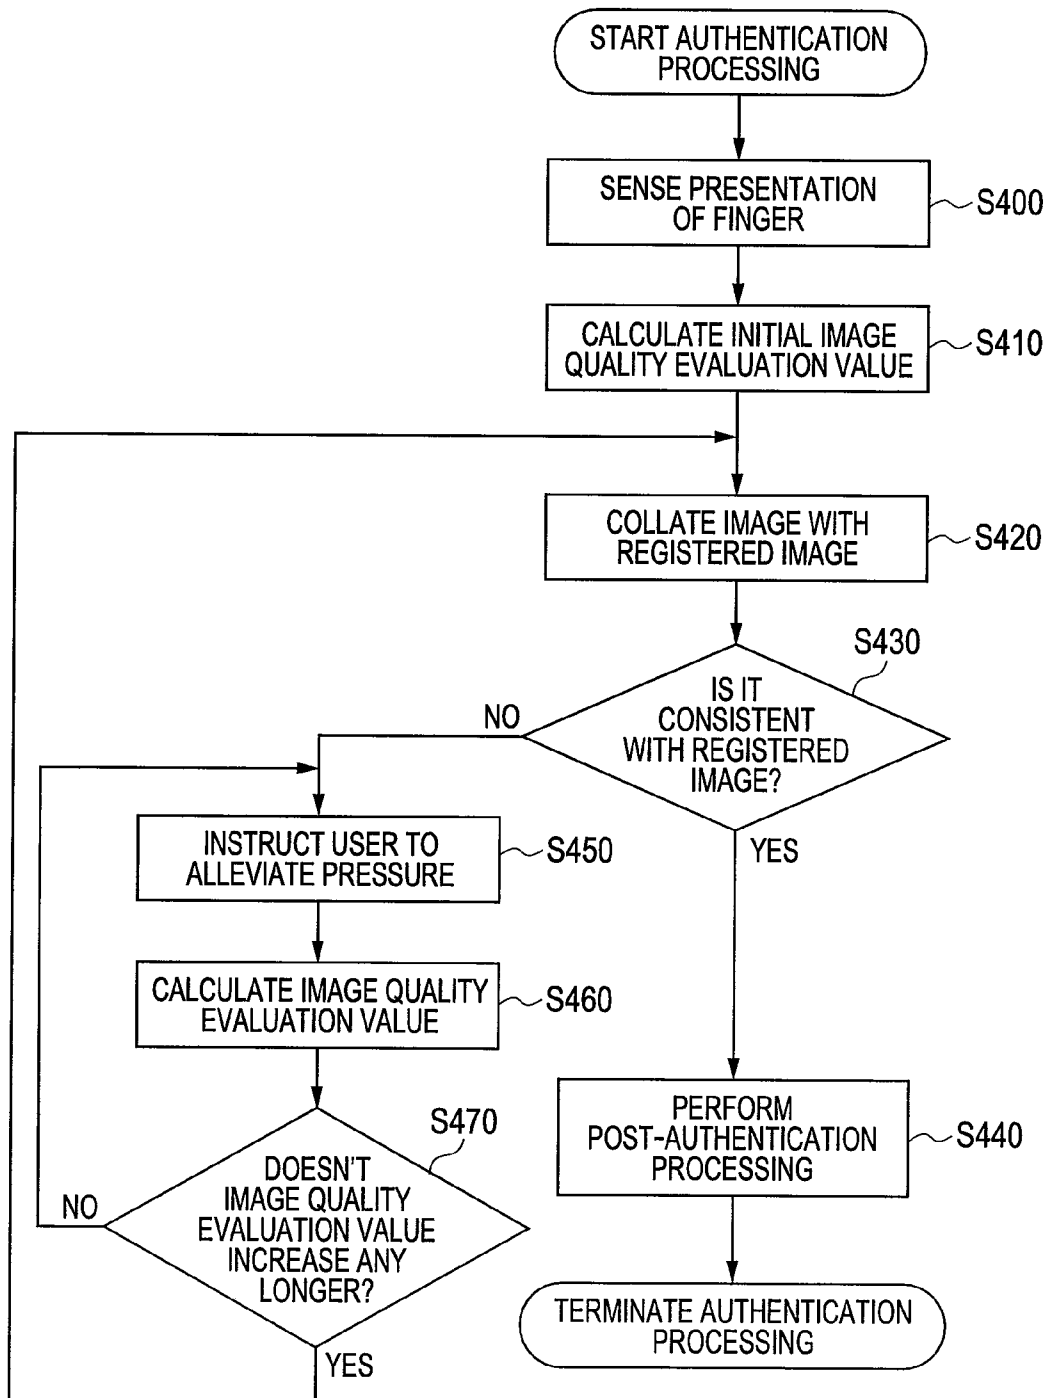 START AUTHENTICATION
PROCESSING
SENSE PRESENTATION
OF FINGER
S400
CALCULATE INITIAL IMAGE
QUALITY EVALUATION VALUE
S410
COLLATE IMAGE WITH
REGISTERED IMAGE
S420
S430
IS IT
CONSISTENT
WITH REGISTERED
IMAGE?
NO
YES
INSTRUCT USER TO
ALLEVIATE PRESSURE
S450
CALCULATE IMAGE QUALITY
EVALUATION VALUE
S460
S470
DOESN'T
IMAGE QUALITY
EVALUATION VALUE
INCREASE ANY
LONGER?
NO
YES
PERFORM
POST-AUTHENTICATION
PROCESSING
S440
TERMINATE AUTHENTICATION
PROCESSING